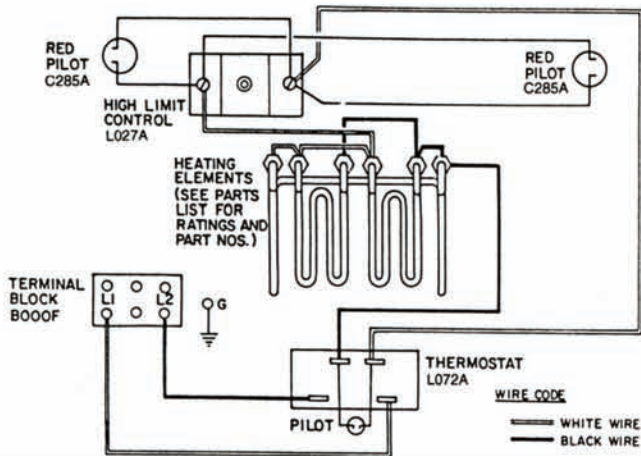 RED
PILOT
C285A
HIGH LIMIT
CONTROL
L027A
RED
PILOT
C285A
HEATING
ELEMENTS
(SEE PARTS
LIST FOR
RATINGS AND
PART NOS.)
TERMINAL
BLOCK
BOOOF
L1 L2
G
THERMOSTAT
L072A
PILOT
WIRE CODE
WHITE WIRE
BLACK WIRE